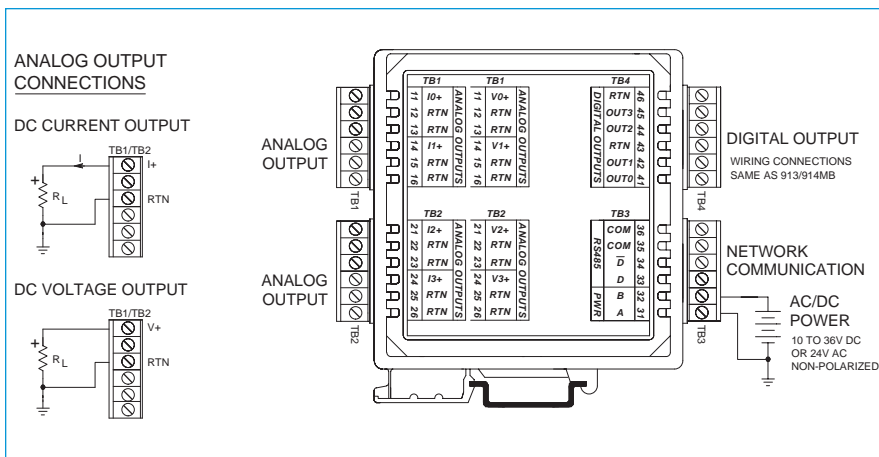 ANALOG OUTPUT
CONNECTIONS
DC CURRENT OUTPUT
TB1/TB2
I
I+
+
RL
RTN
DC VOLTAGE OUTPUT
TB1/TB2
V+
+
RL
RTN
ANALOG
OUTPUT
TB1
ANALOG
OUTPUT
TB2
TB1
11 I0+
12 RTN
13 RTN
14 I1+
15 RTN
16 RTN
ANALOG OUTPUTS
TB1
11 V0+
12 RTN
13 RTN
14 V1+
15 RTN
16 RTN
ANALOG OUTPUTS
TB4
DIGITAL OUTPUTS
RTN 46
OUT3 45
OUT2 44
RTN 43
OUT1 42
OUT0 41
TB2
21 I2+
22 RTN
23 RTN
24 I3+
25 RTN
26 RTN
ANALOG OUTPUTS
TB2
21 V2+
22 RTN
23 RTN
24 V3+
25 RTN
26 RTN
ANALOG OUTPUTS
TB3
RS485
COM 36
COM 35
D̅ 34
D 33
PWR
B 32
A 31
TB4
DIGITAL OUTPUT
WIRING CONNECTIONS
SAME AS 913/914MB
TB3
NETWORK
COMMUNICATION
AC/DC
POWER
10 TO 36V DC
OR 24V AC
NON-POLARIZED